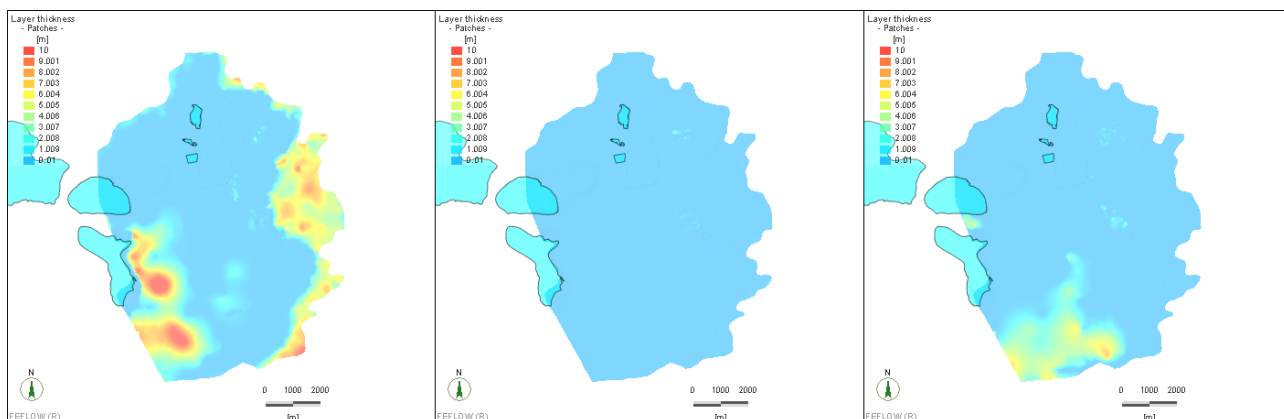 Layer thickness
- Patches -
[m]
10
9.001
8.002
7.003
6.004
5.005
4.006
3.007
2.008
1.009
0.01
N
0 1000 2000
[m]
FEFLOW (R)
Layer thickness
- Patches -
[m]
10
9.001
8.002
7.003
6.004
5.005
4.006
3.007
2.008
1.009
0.01
N
0 1000 2000
[m]
FEFLOW (R)
Layer thickness
- Patches -
[m]
10
9.001
8.002
7.003
6.004
5.005
4.006
3.007
2.008
1.009
0.01
N
0 1000 2000
[m]
FEFLOW (R)